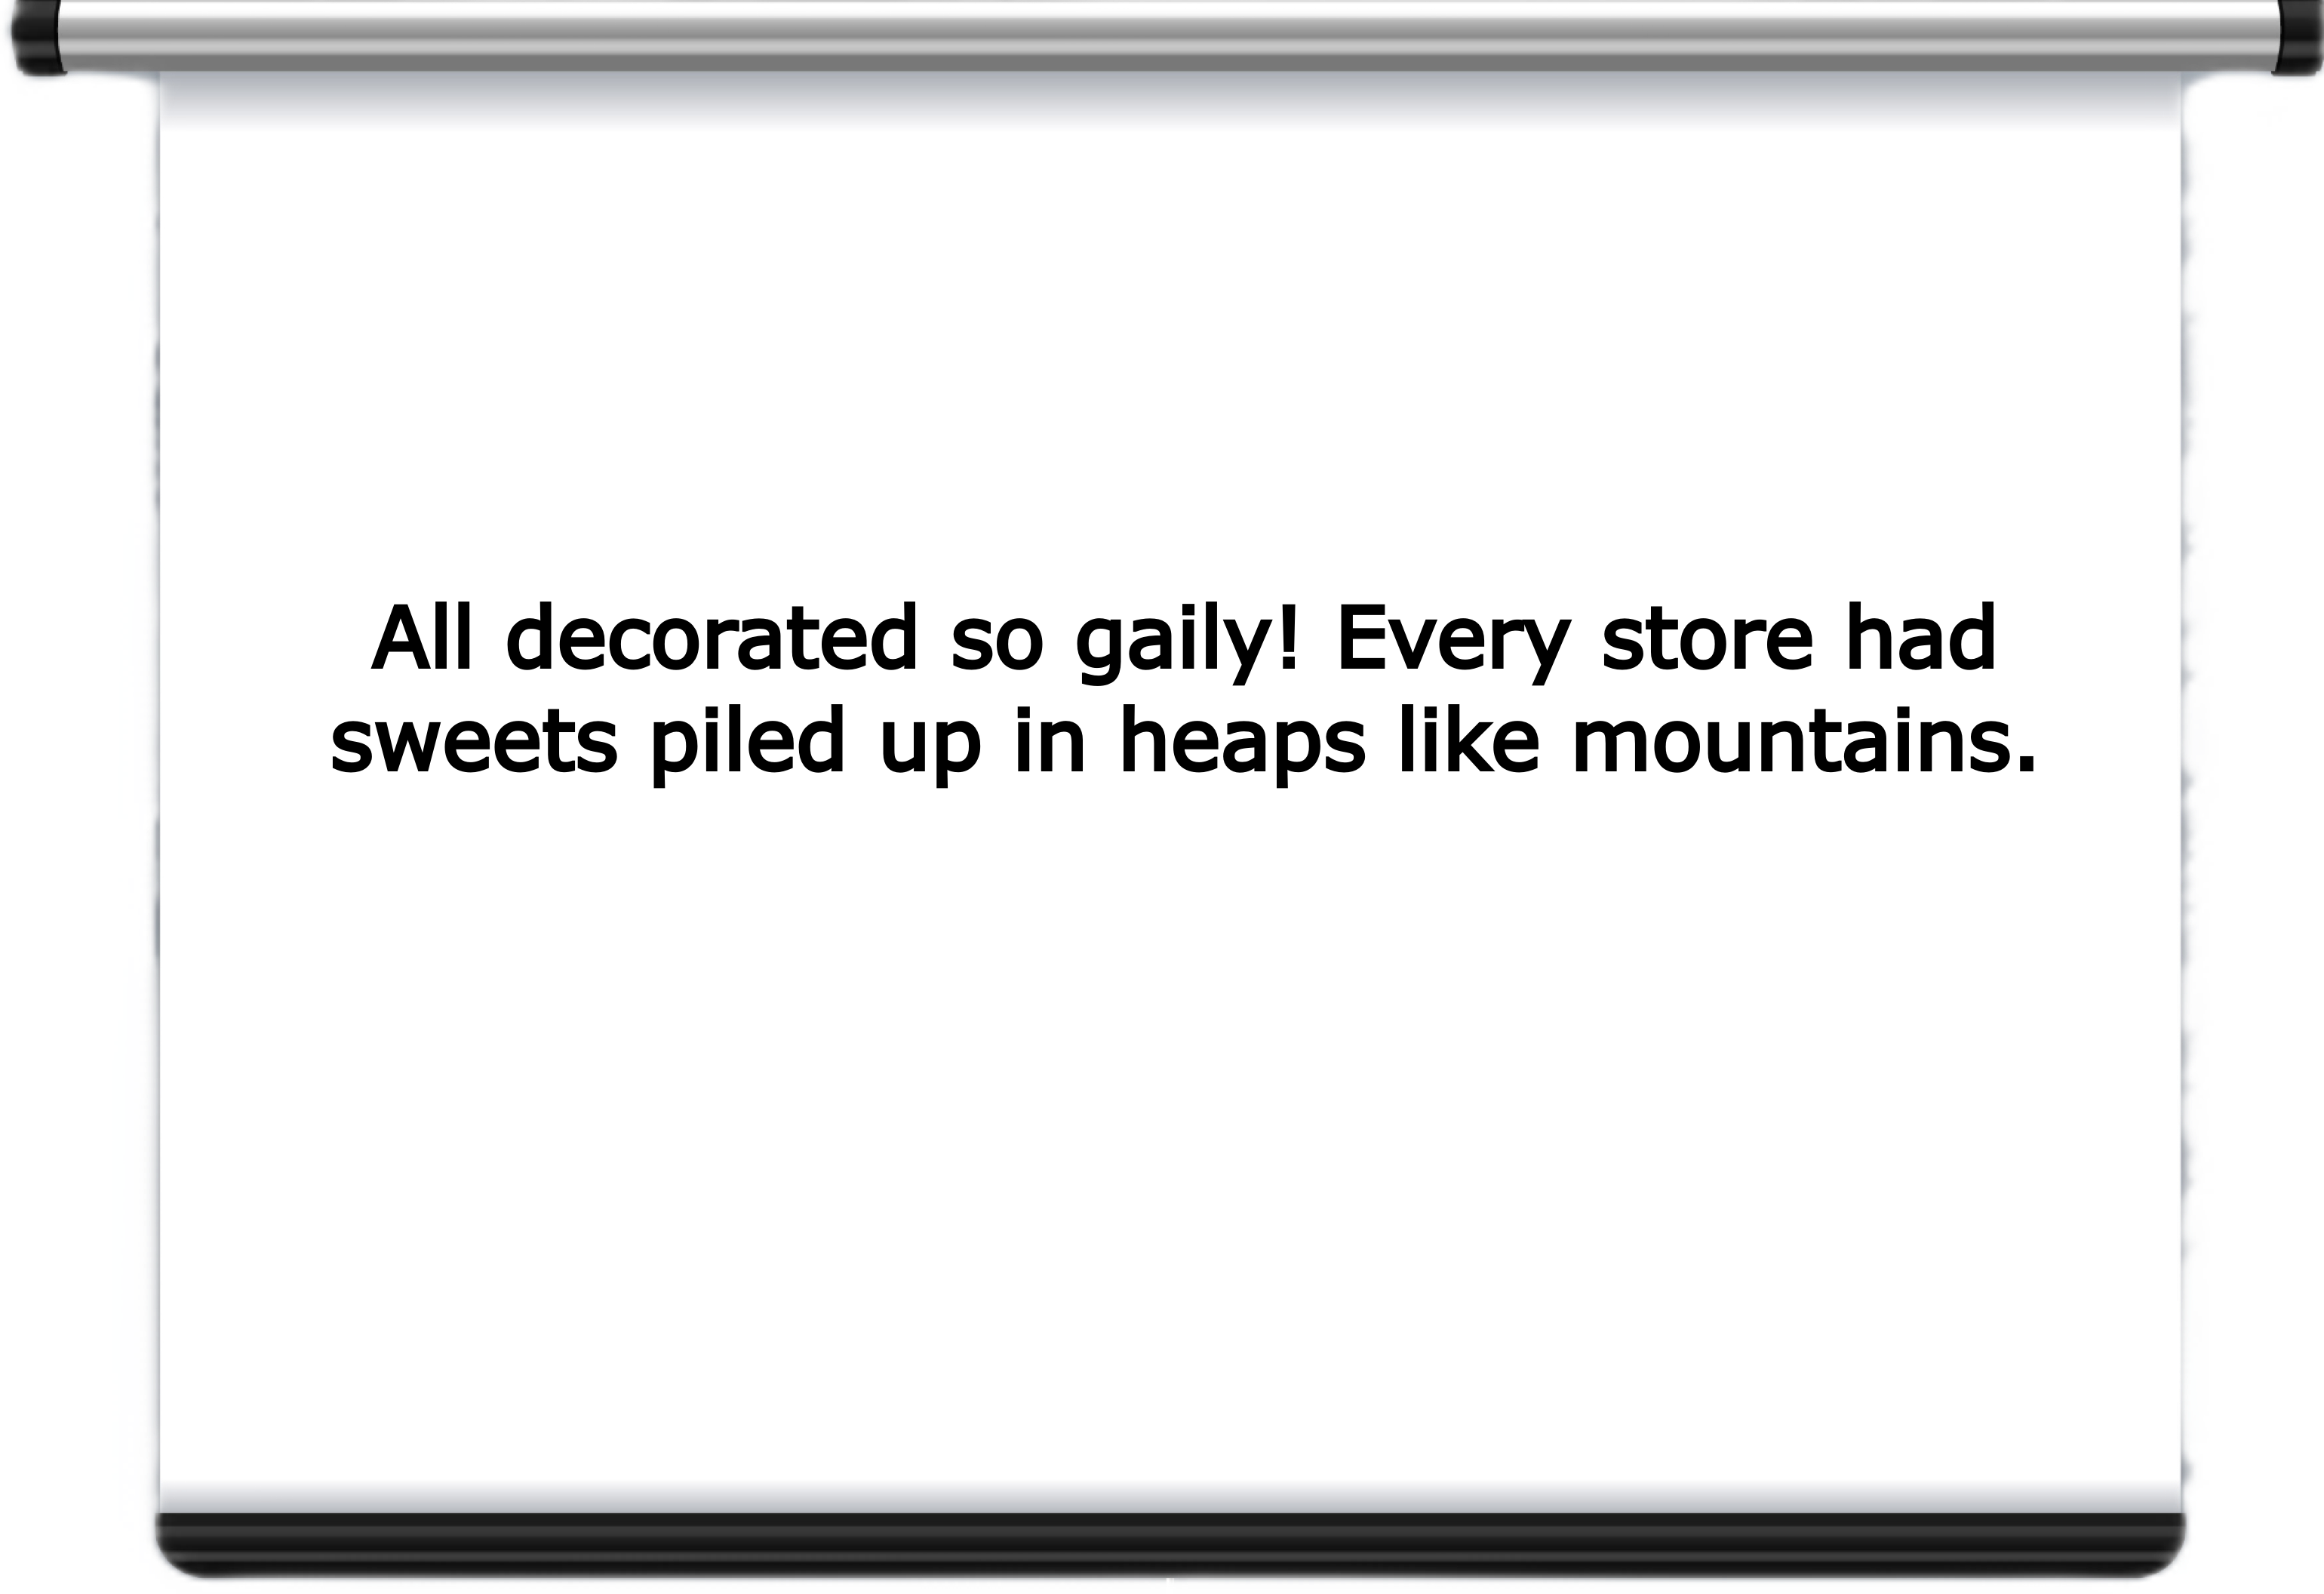 All decorated so gaily! Every store had
sweets piled up in heaps like mountains.